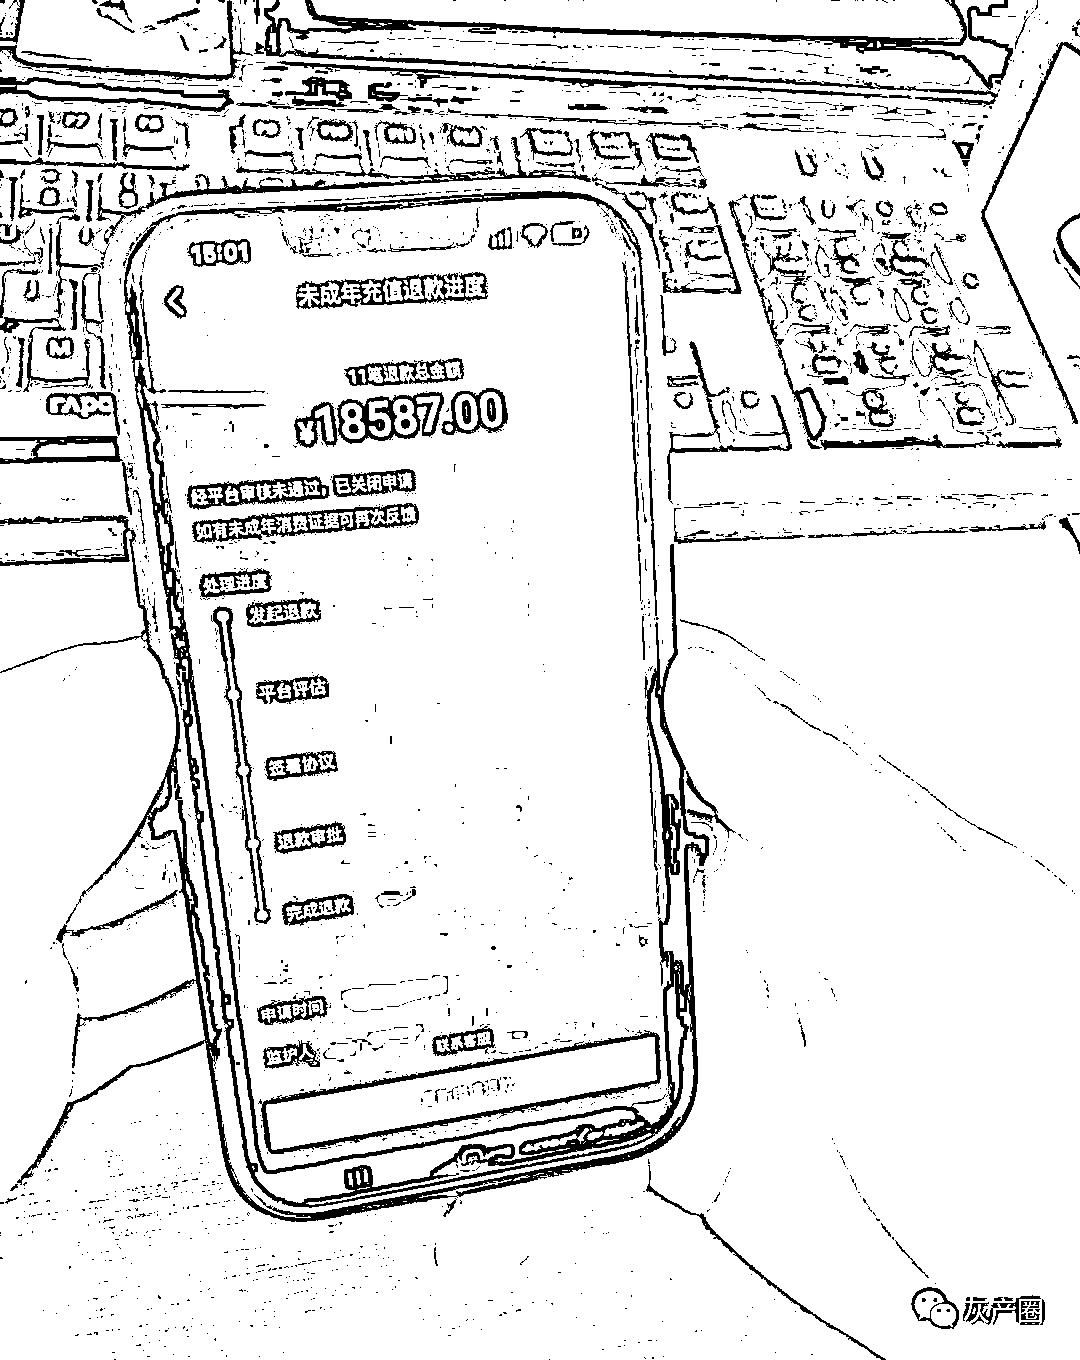 15:01
未成年充值退款进度
11笔退款总金额
¥18587.00
经平台审核未通过，已关闭申请
如有未成年消费证据可再次反馈
处理进度
发起退款
平台评估
签署协议
退款审批
完成退款
申请时间
监护人
联系客服
灰产圈